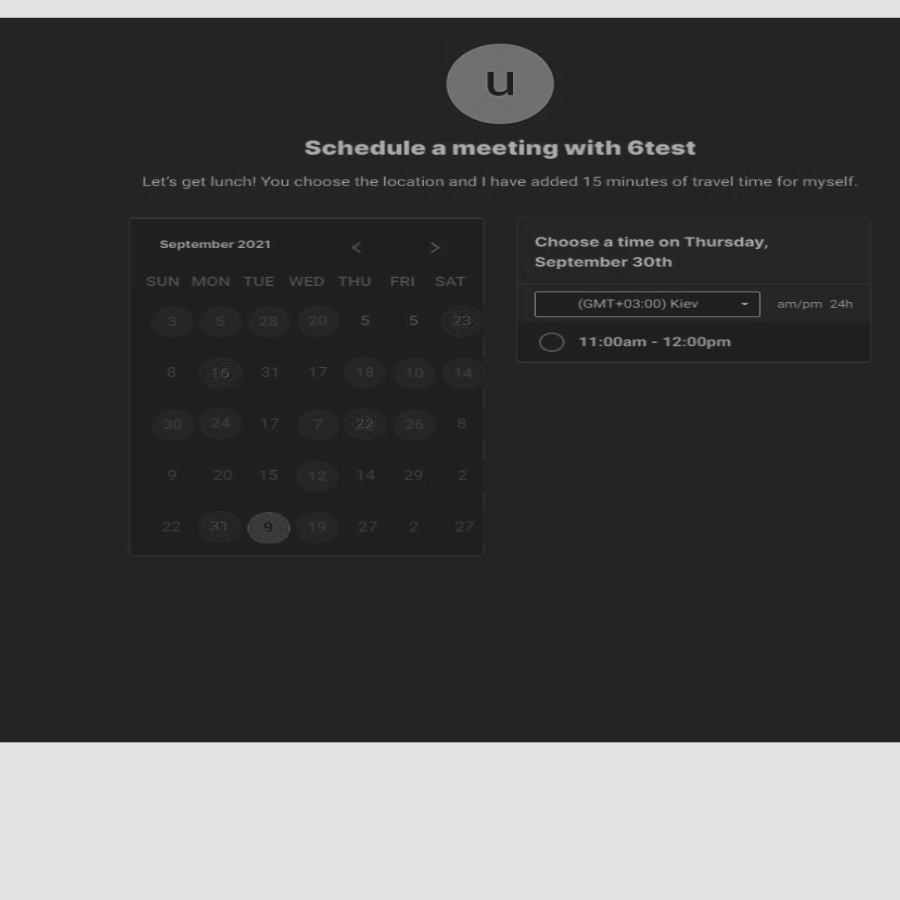 u
Schedule a meeting with 6test
Let's get lunch! You choose the location and I have added 15 minutes of travel time for myself.
September 2021 < >
SUN MON TUE WED THU FRI SAT
3 5 28 20 5 5 23
8 16 31 17 18 10 14
30 24 17 7 22 26 8
9 20 15 12 14 29 2
22 31 9 19 27 2 27
Choose a time on Thursday,
September 30th
(GMT+03:00) Kiev am/pm 24h
11:00am - 12:00pm